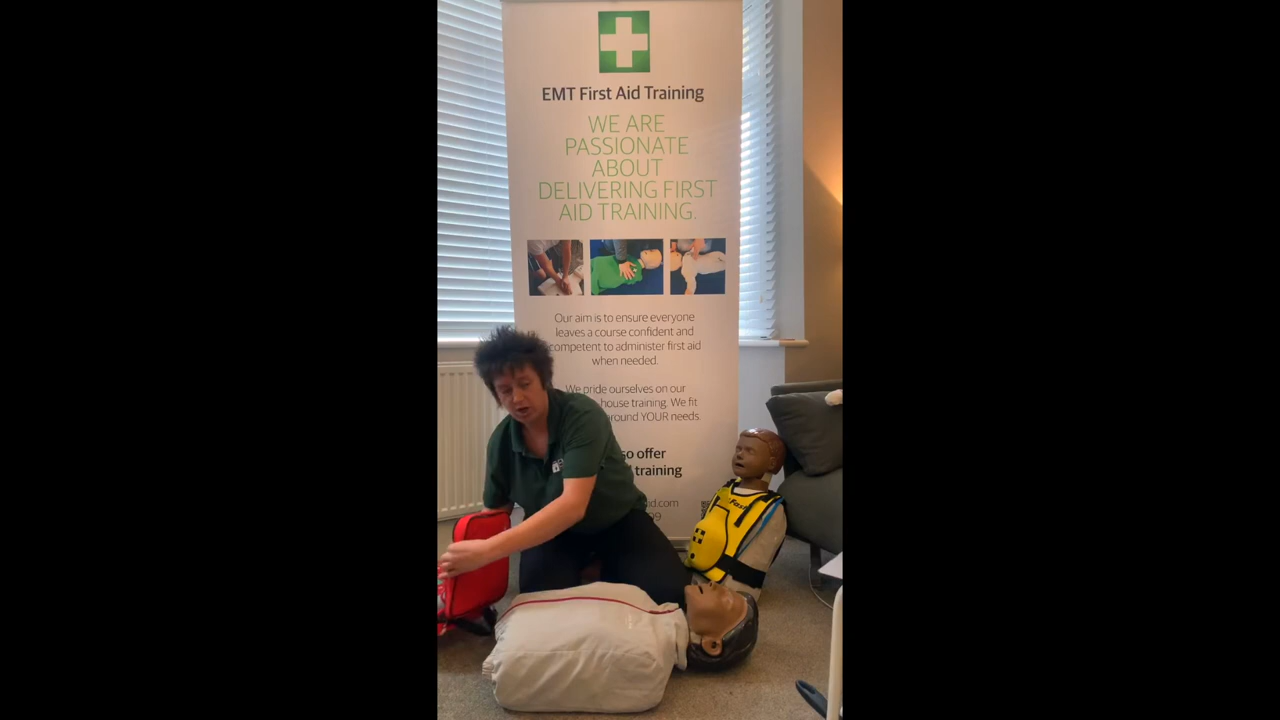 EMT First Aid Training
WE ARE
PASSIONATE
ABOUT
DELIVERING FIRST
AID TRAINING.
Our aim is to ensure everyone
leaves a course confident and
competent to administer first aid
when needed.
We pride ourselves on our
house training. We fit
around YOUR needs.
so offer
training